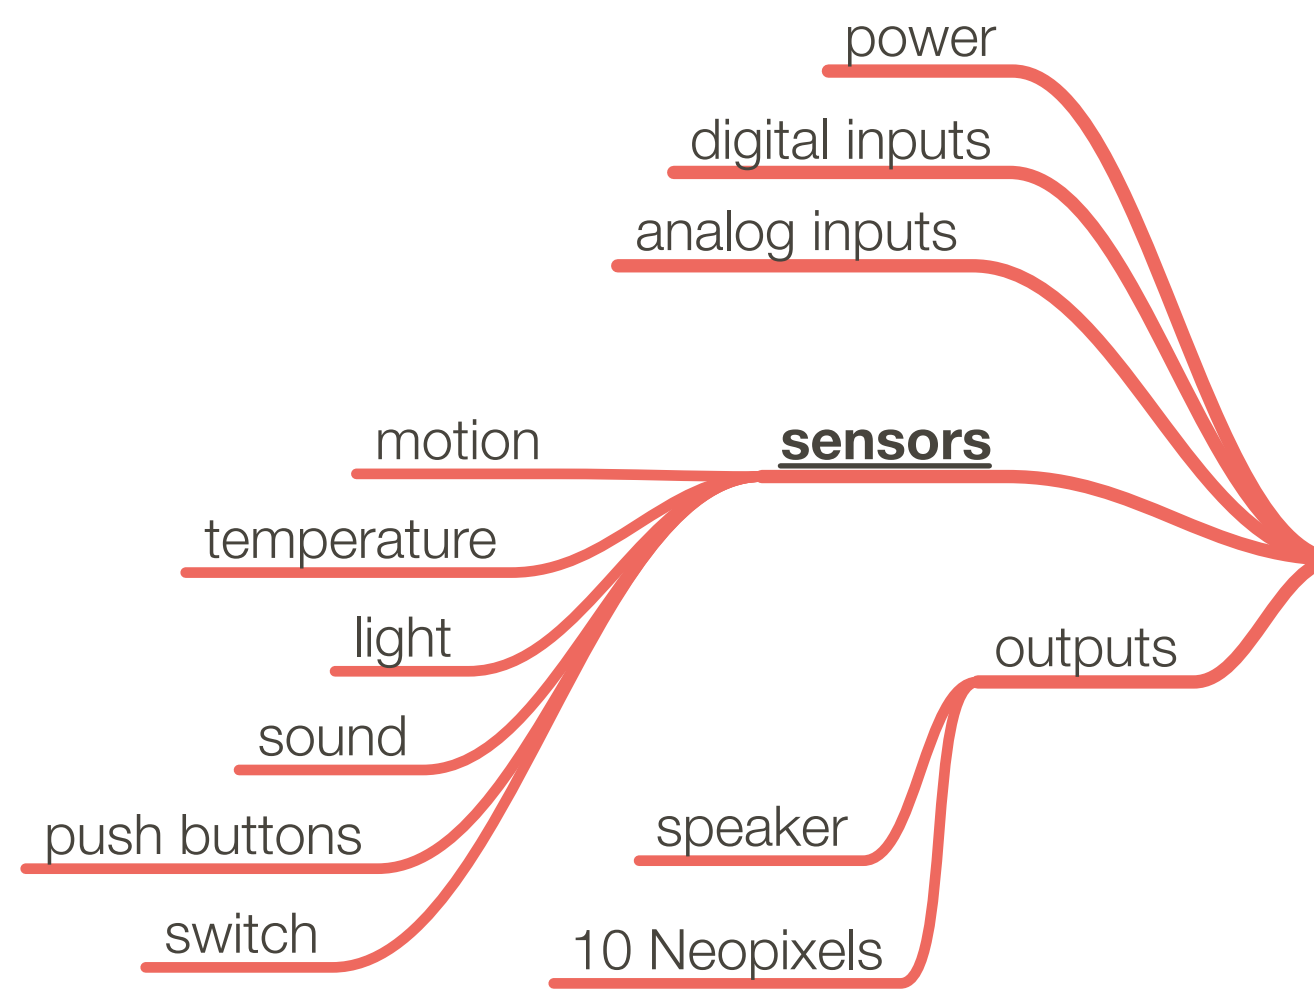 power
digital inputs
analog inputs
sensors
motion
temperature
light
sound
push buttons
switch
outputs
speaker
10 Neopixels